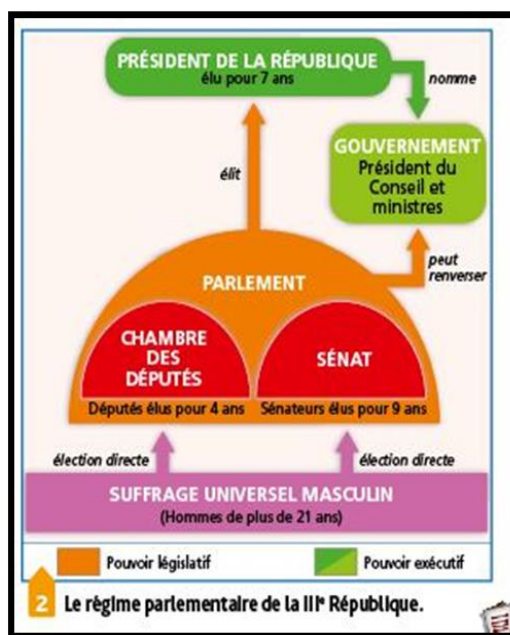 PRÉSIDENT DE LA RÉPUBLIQUE
élu pour 7 ans
nomme
GOUVERNEMENT
Président du
Conseil et
ministres
élit
peut
renverser
PARLEMENT
CHAMBRE
DES
DÉPUTÉS
SÉNAT
Députés élus pour 4 ans
Sénateurs élus pour 9 ans
élection directe
élection directe
SUFFRAGE UNIVERSEL MASCULIN
(Hommes de plus de 21 ans)
Pouvoir législatif
Pouvoir exécutif
2 Le régime parlementaire de la IIIe République.